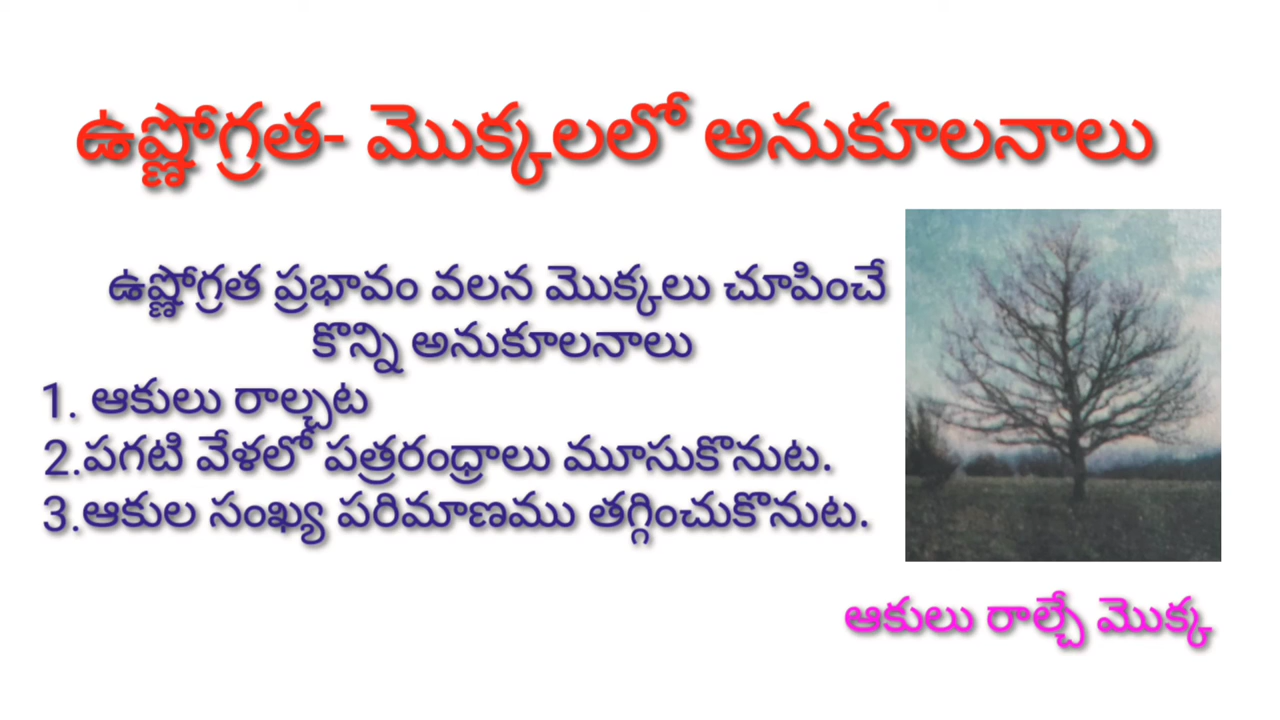 ఉష్ణోగ్రత- మొక్కలలో అనుకూలనాలు
ఉష్ణోగ్రత ప్రభావం వలన మొక్కలు చూపించే
కొన్ని అనుకూలనాలు
1. ఆకులు రాల్చుట
2.పగటి వేళలో పత్రరంధ్రాలు మూసుకొనుట.
3.ఆకుల సంఖ్య పరిమాణము తగ్గించుకొనుట.
ఆకులు రాల్చే మొక్క